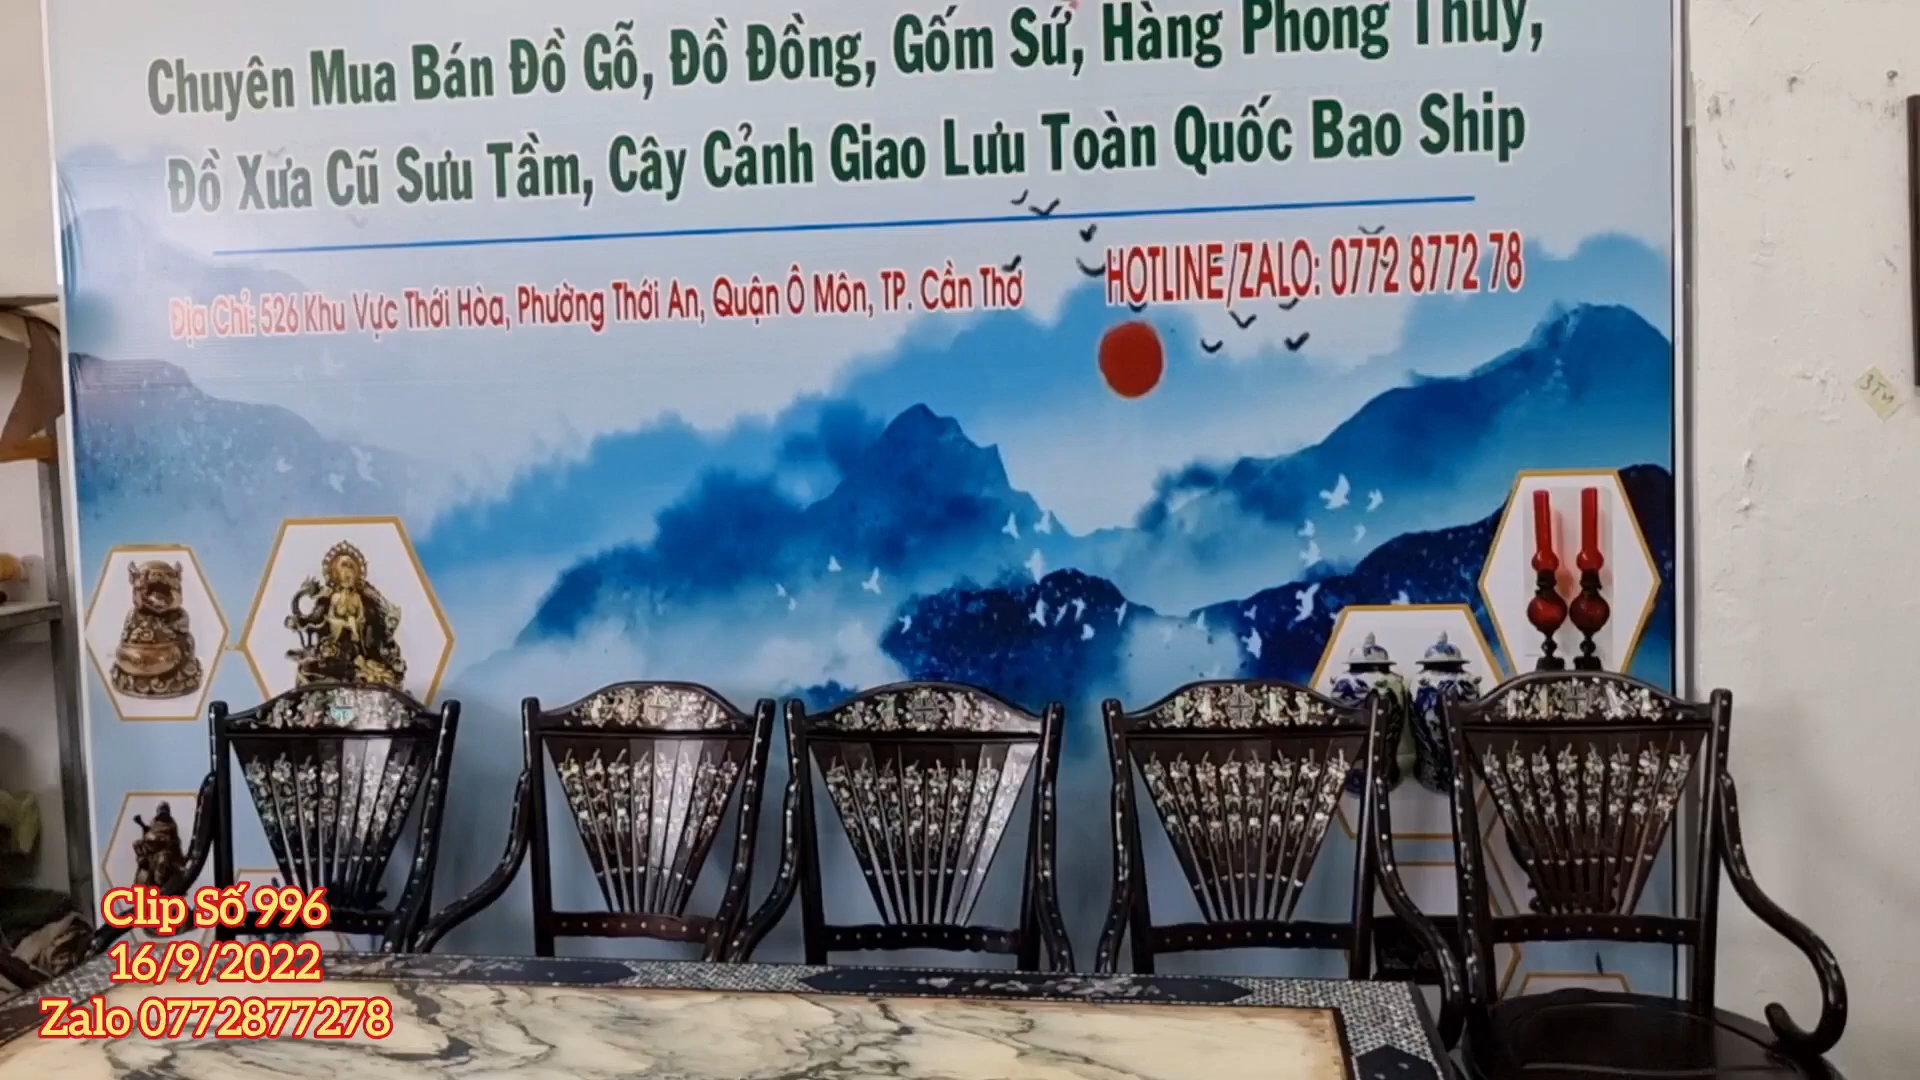 Chuyên Mua Bán Đồ Gỗ, Đồ Đồng, Gốm Sứ, Hàng Phong Thủy,
Đồ Xưa Cũ Sưu Tầm, Cây Cảnh Giao Lưu Toàn Quốc Bao Ship
Địa Chỉ: 526 Khu Vực Thới Hòa, Phường Thới An, Quận Ô Môn, TP. Cần Thơ
HOTLINE/ZALO: 0772 8772 78
3TM
Clip Số 996
16/9/2022
Zalo 0772877278